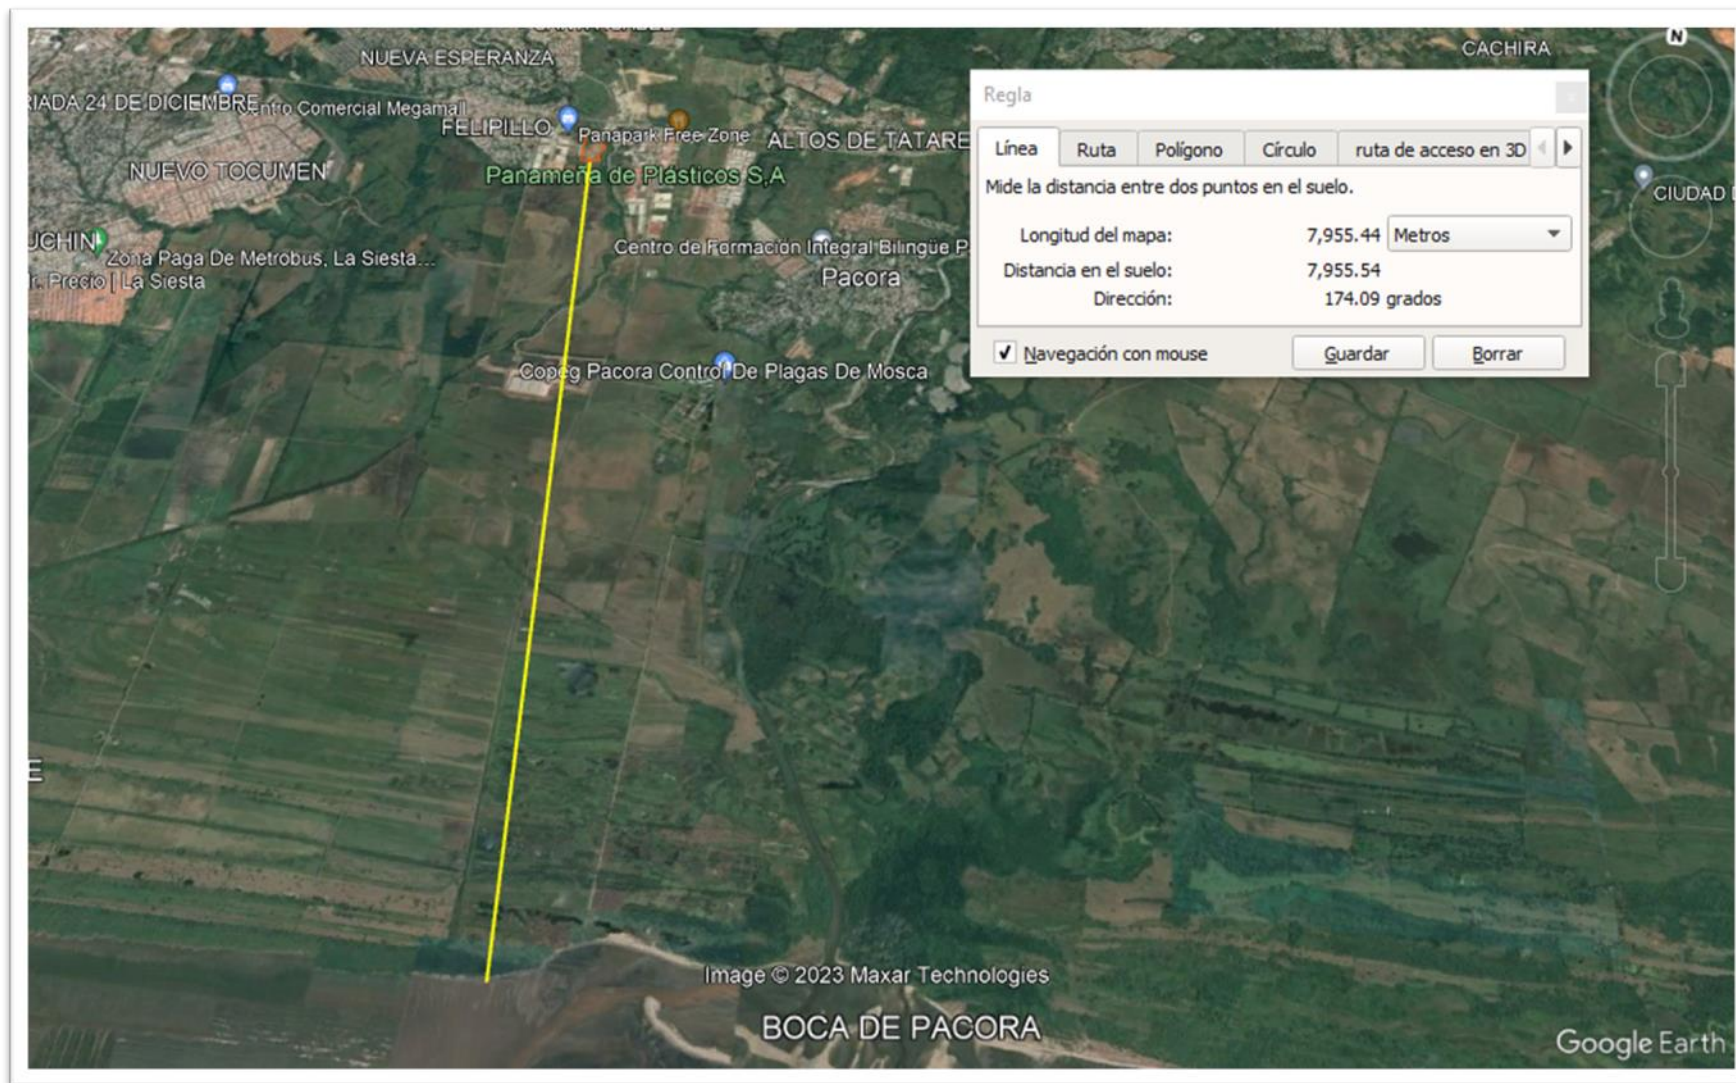 NUEVA ESPERANZA
CACHIRA
N
RIADA 24 DE DICIEMBRE
Centro Comercial Megamall
FELIPILLO
Panapark Free Zone
ALTOS DE TATARE
NUEVO TOCUMEN
Panameña de Plásticos S,A
CIUDAD
UCHIN
Zona Paga De Metrobus, La Siesta...
r. Precio | La Siesta
Centro de Formación Integral Bilingüe P
Pacora
Copeg Pacora Control De Plagas De Mosca
Regla
Línea Ruta Polígono Círculo ruta de acceso en 3D
Mide la distancia entre dos puntos en el suelo.
Longitud del mapa: 7,955.44 Metros
Distancia en el suelo: 7,955.54
Dirección: 174.09 grados
Navegación con mouse Guardar Borrar
E
Image © 2023 Maxar Technologies
BOCA DE PACORA
Google Earth